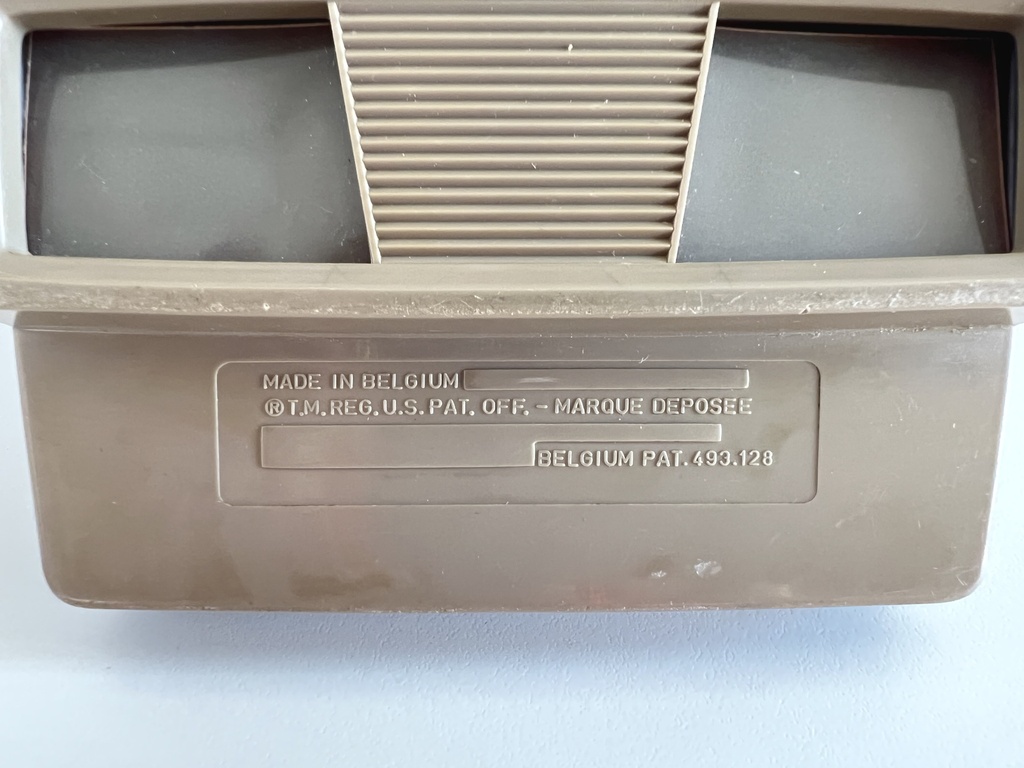 MADE IN BELGIUM
® T.M. REG. U.S. PAT. OFF. – MARQUE DEPOSEE
BELGIUM PAT. 493.128